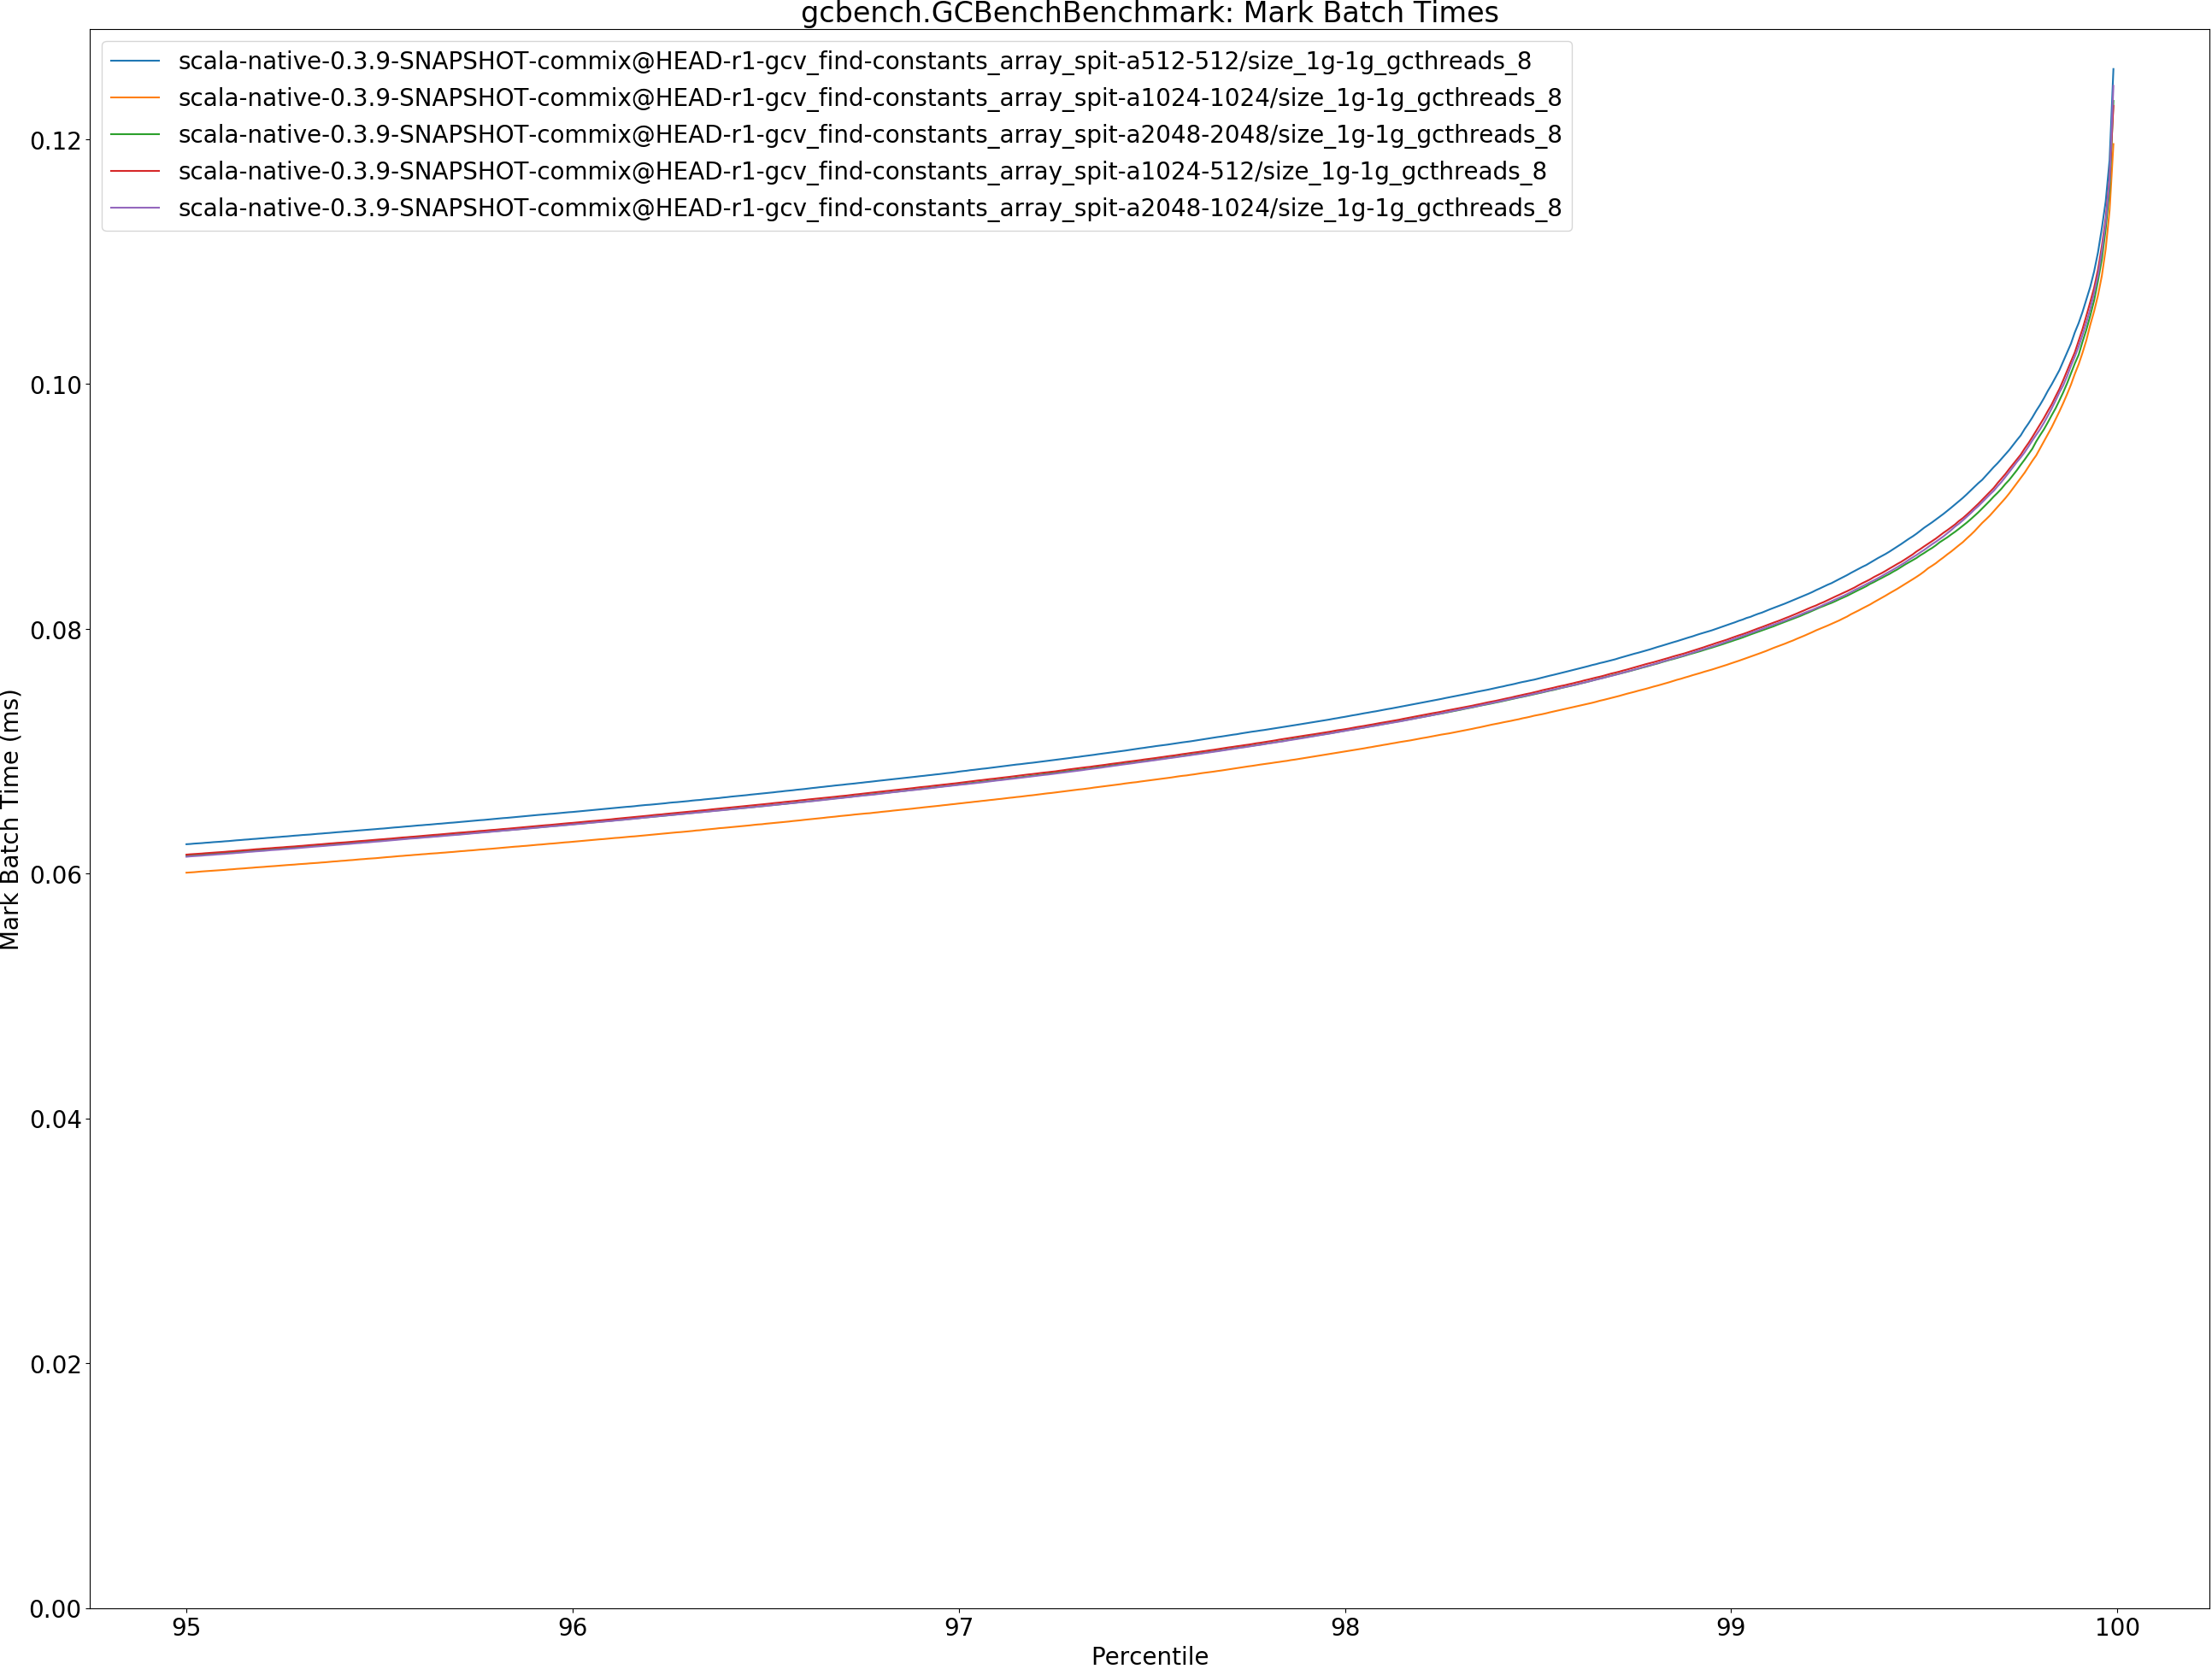 gcbench.GCBenchBenchmark: Mark Batch Times
scala-native-0.3.9-SNAPSHOT-commix@HEAD-r1-gcv_find-constants_array_spit-a512-512/size_1g-1g_gcthreads_8
scala-native-0.3.9-SNAPSHOT-commix@HEAD-r1-gcv_find-constants_array_spit-a1024-1024/size_1g-1g_gcthreads_8
scala-native-0.3.9-SNAPSHOT-commix@HEAD-r1-gcv_find-constants_array_spit-a2048-2048/size_1g-1g_gcthreads_8
scala-native-0.3.9-SNAPSHOT-commix@HEAD-r1-gcv_find-constants_array_spit-a1024-512/size_1g-1g_gcthreads_8
scala-native-0.3.9-SNAPSHOT-commix@HEAD-r1-gcv_find-constants_array_spit-a2048-1024/size_1g-1g_gcthreads_8
0.12
0.10
0.08
0.06
0.04
0.02
0.00
Mark Batch Time (ms)
95 96 97 98 99 100
Percentile